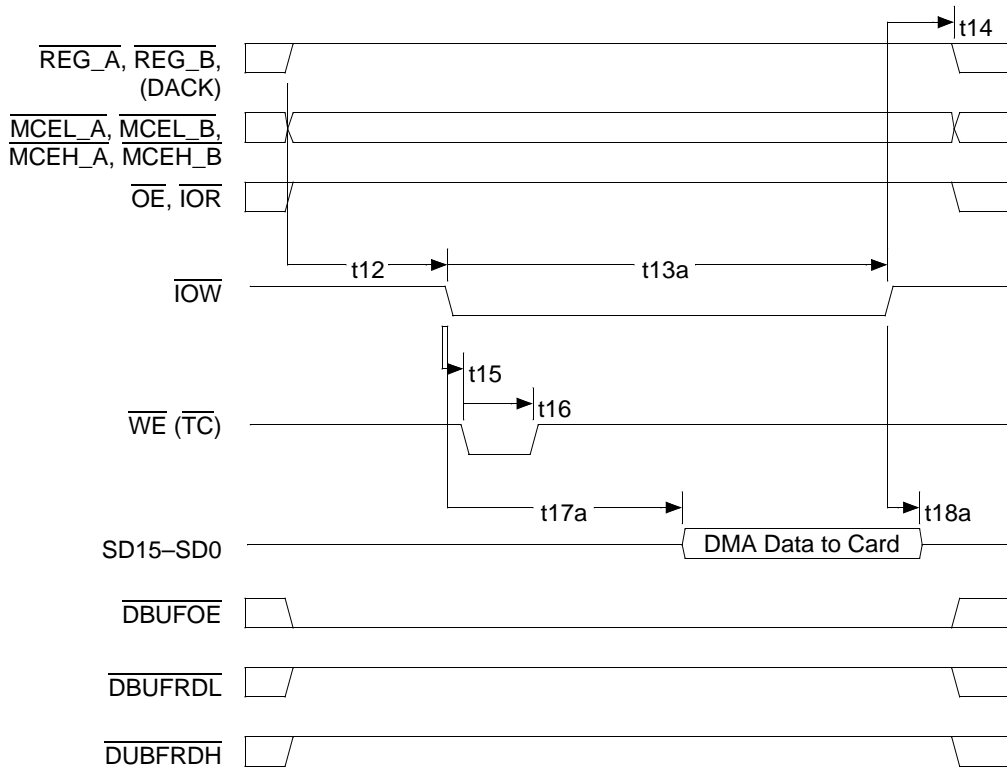 t14
REG_A, REG_B,
(DACK)
MCEL_A, MCEL_B,
MCEH_A, MCEH_B
OE, IOR
t12 t13a
IOW
t15
t16
WE (TC)
t17a t18a
SD15–SD0 DMA Data to Card
DBUFOE
DBUFRDL
DUBFRDH